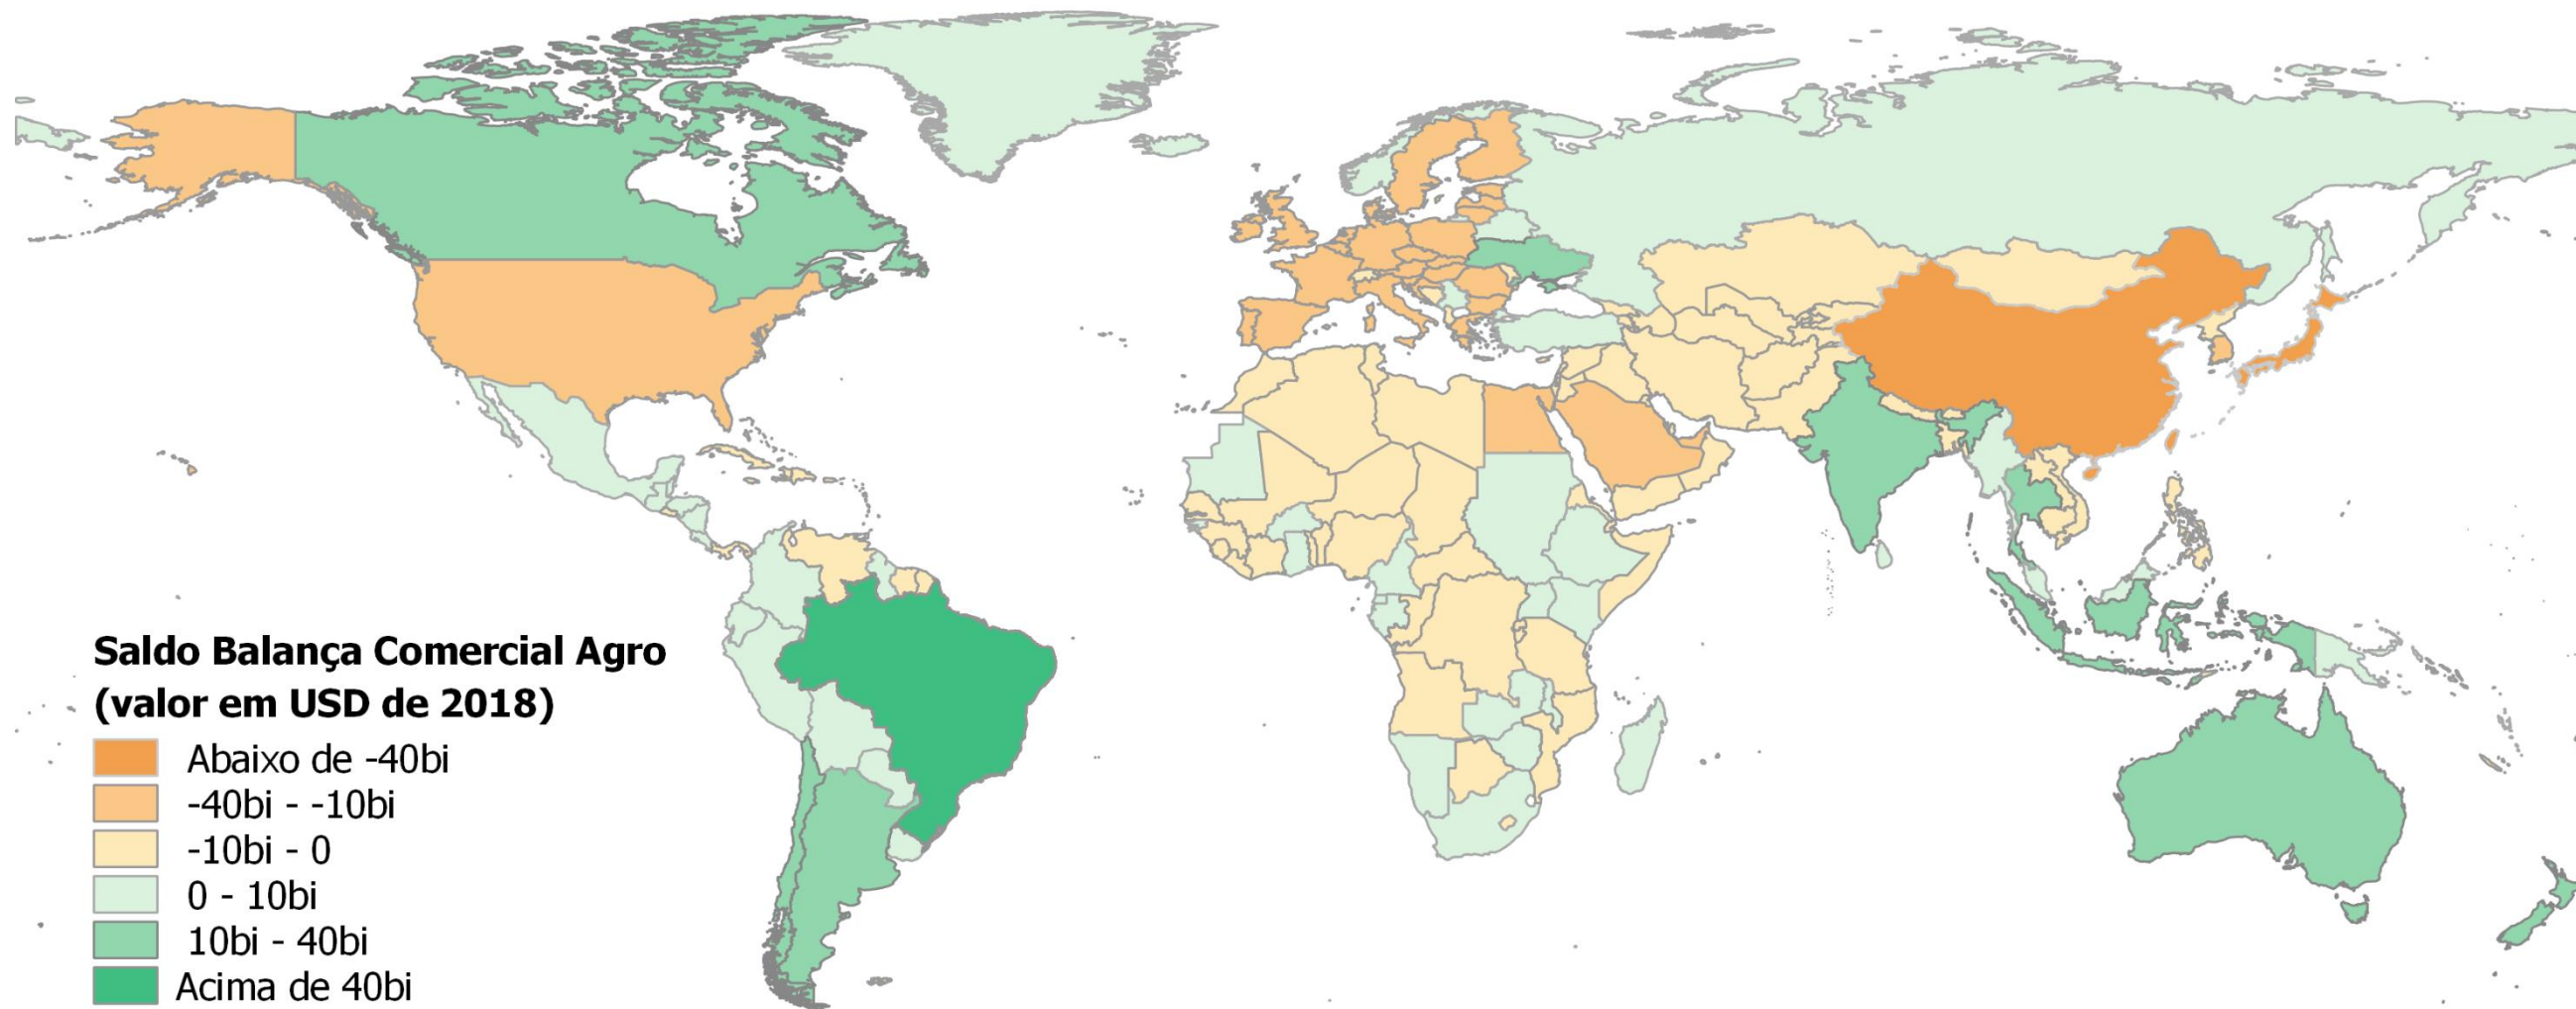 Saldo Balança Comercial Agro
(valor em USD de 2018)
Abaixo de -40bi
-40bi - -10bi
-10bi - 0
0 - 10bi
10bi - 40bi
Acima de 40bi